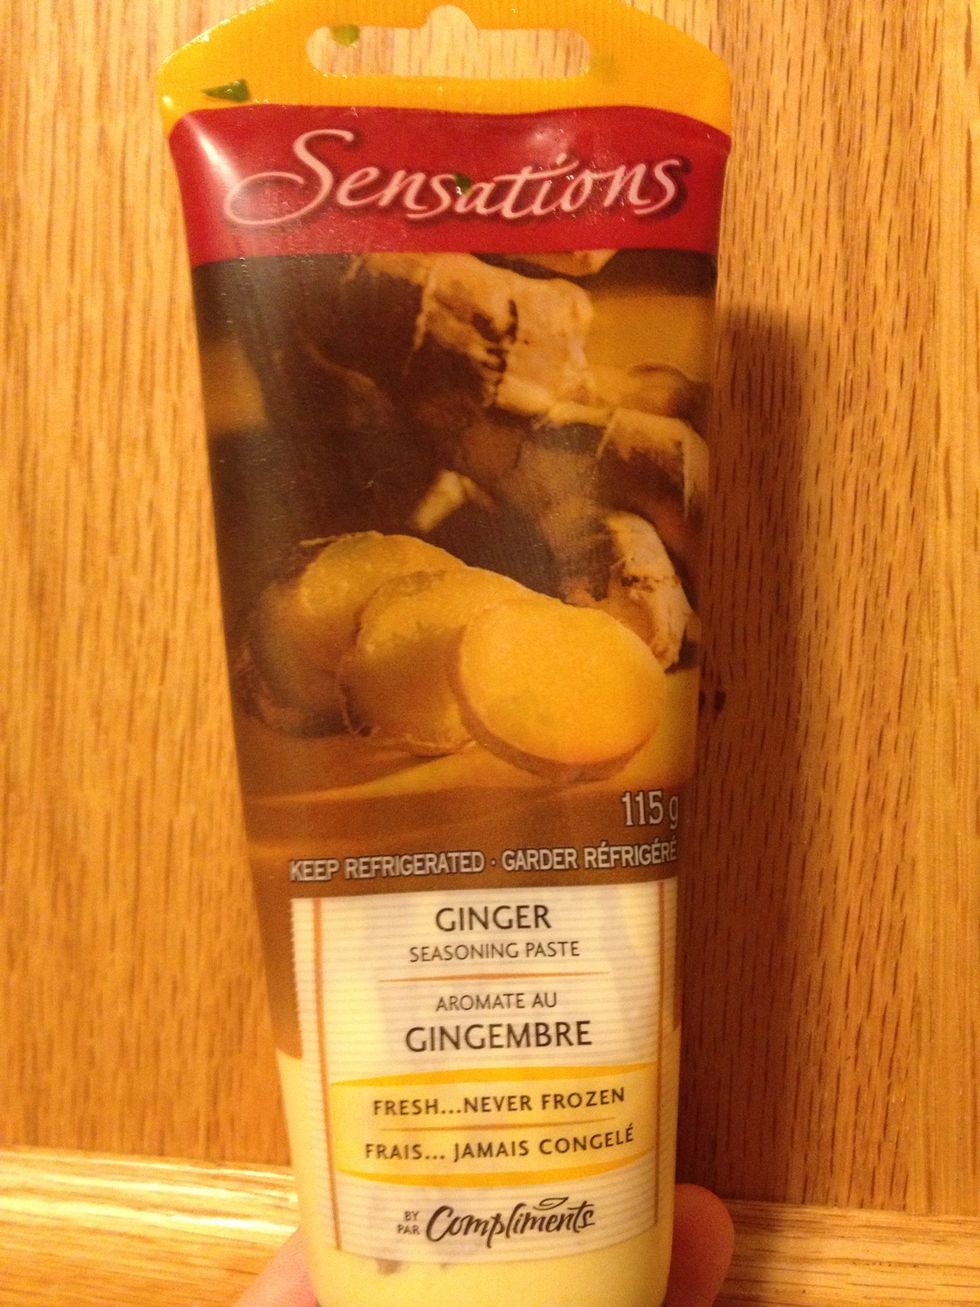 Sensations
115 g
KEEP REFRIGERATED · GARDER RÉFRIGÉRÉ
GINGER
SEASONING PASTE
AROMATE AU
GINGEMBRE
FRESH...NEVER FROZEN
FRAIS... JAMAIS CONGELÉ
BY
PAR Compliments